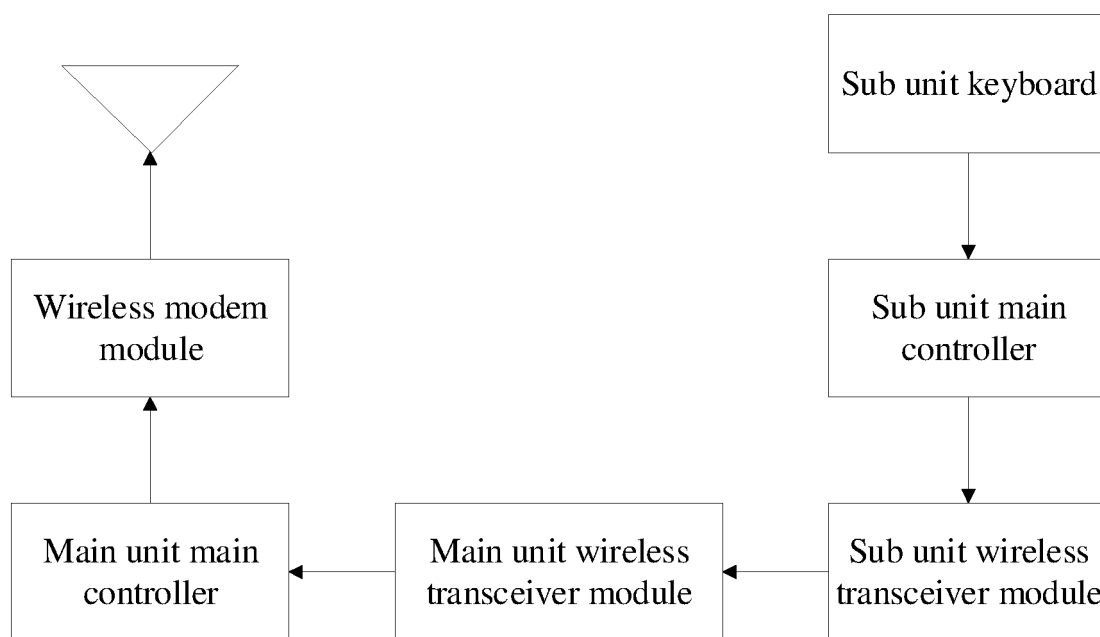 Sub unit keyboard
Wireless modem
module
Sub unit main
controller
Main unit main
controller
Main unit wireless
transceiver module
Sub unit wireless
transceiver module